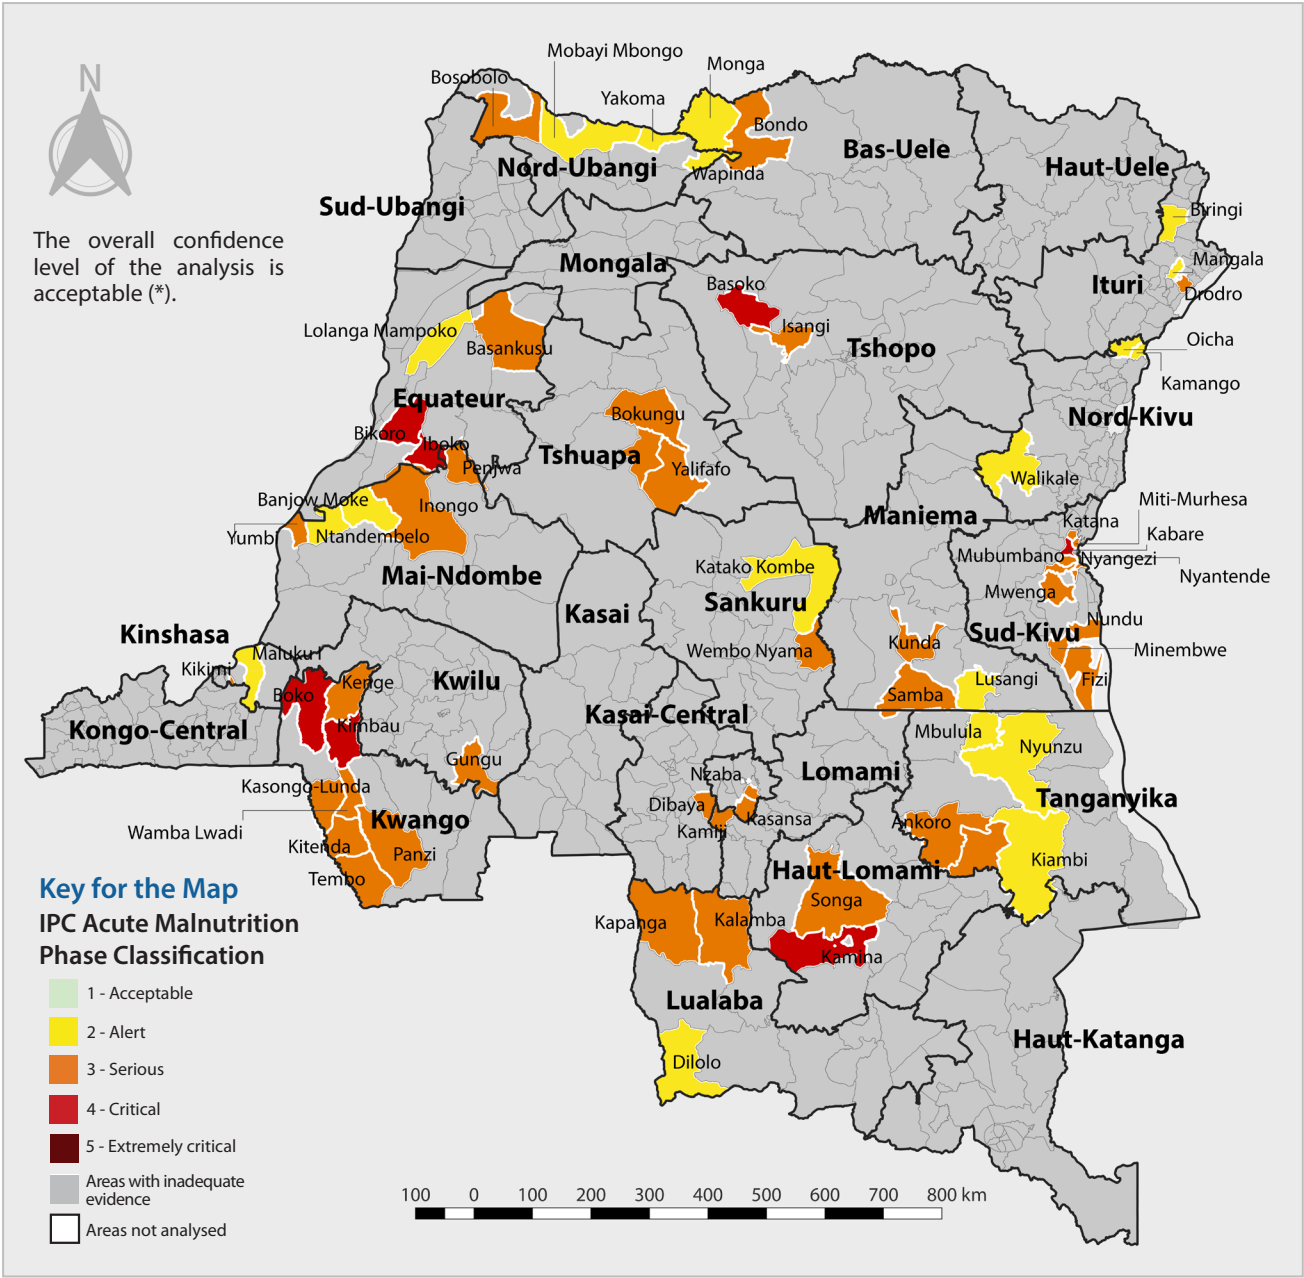 Mobayi Mbongo
Monga
Bosobolo
Yakoma
Bondo
Bas-Uele
Haut-Uele
Nord-Ubangi
Wapinda
Sud-Ubangi
N
The overall confidence
level of the analysis is
acceptable (*).
Biringi
Mongala
Mangala
Basoko
Ituri
Drodro
Lolanga Mampoko
Isangi
Basankusu
Tshopo
Oicha
Kamango
Equateur
Bokungu
Nord-Kivu
Bikoro
Iboko
Tshuapa
Penjwa
Yalifafo
Walikale
Banjow Moke
Inongo
Miti-Murhesa
Maniema
Katana
Yumbi
Ntandembelo
Kabare
Mubumbano
Nyangezi
Katako Kombe
Mai-Ndombe
Nyantende
Mwenga
Sankuru
Kasai
Nundu
Kinshasa
Sud-Kivu
Kunda
Minembwe
Maluku I
Wembo Nyama
Kikimi
Kwilu
Lusangi
Fizi
Boko
Kenge
Samba
Kasai-Central
Kimbau
Kongo-Central
Mbulula
Nyunzu
Gungu
Nzaba
Lomami
Kasongo-Lunda
Tanganyika
Dibaya
Kasansa
Kwango
Ankoro
Wamba Lwadi
Kamiji
Kitenda
Panzi
Kiambi
Haut-Lomami
Tembo
Songa
Kapanga
Kalamba
Kamina
Lualaba
Haut-Katanga
Dilolo
Key for the Map
IPC Acute Malnutrition
Phase Classification
1 - Acceptable
2 - Alert
3 - Serious
4 - Critical
5 - Extremely critical
Areas with inadequate
evidence
Areas not analysed
100 0 100 200 300 400 500 600 700 800 km